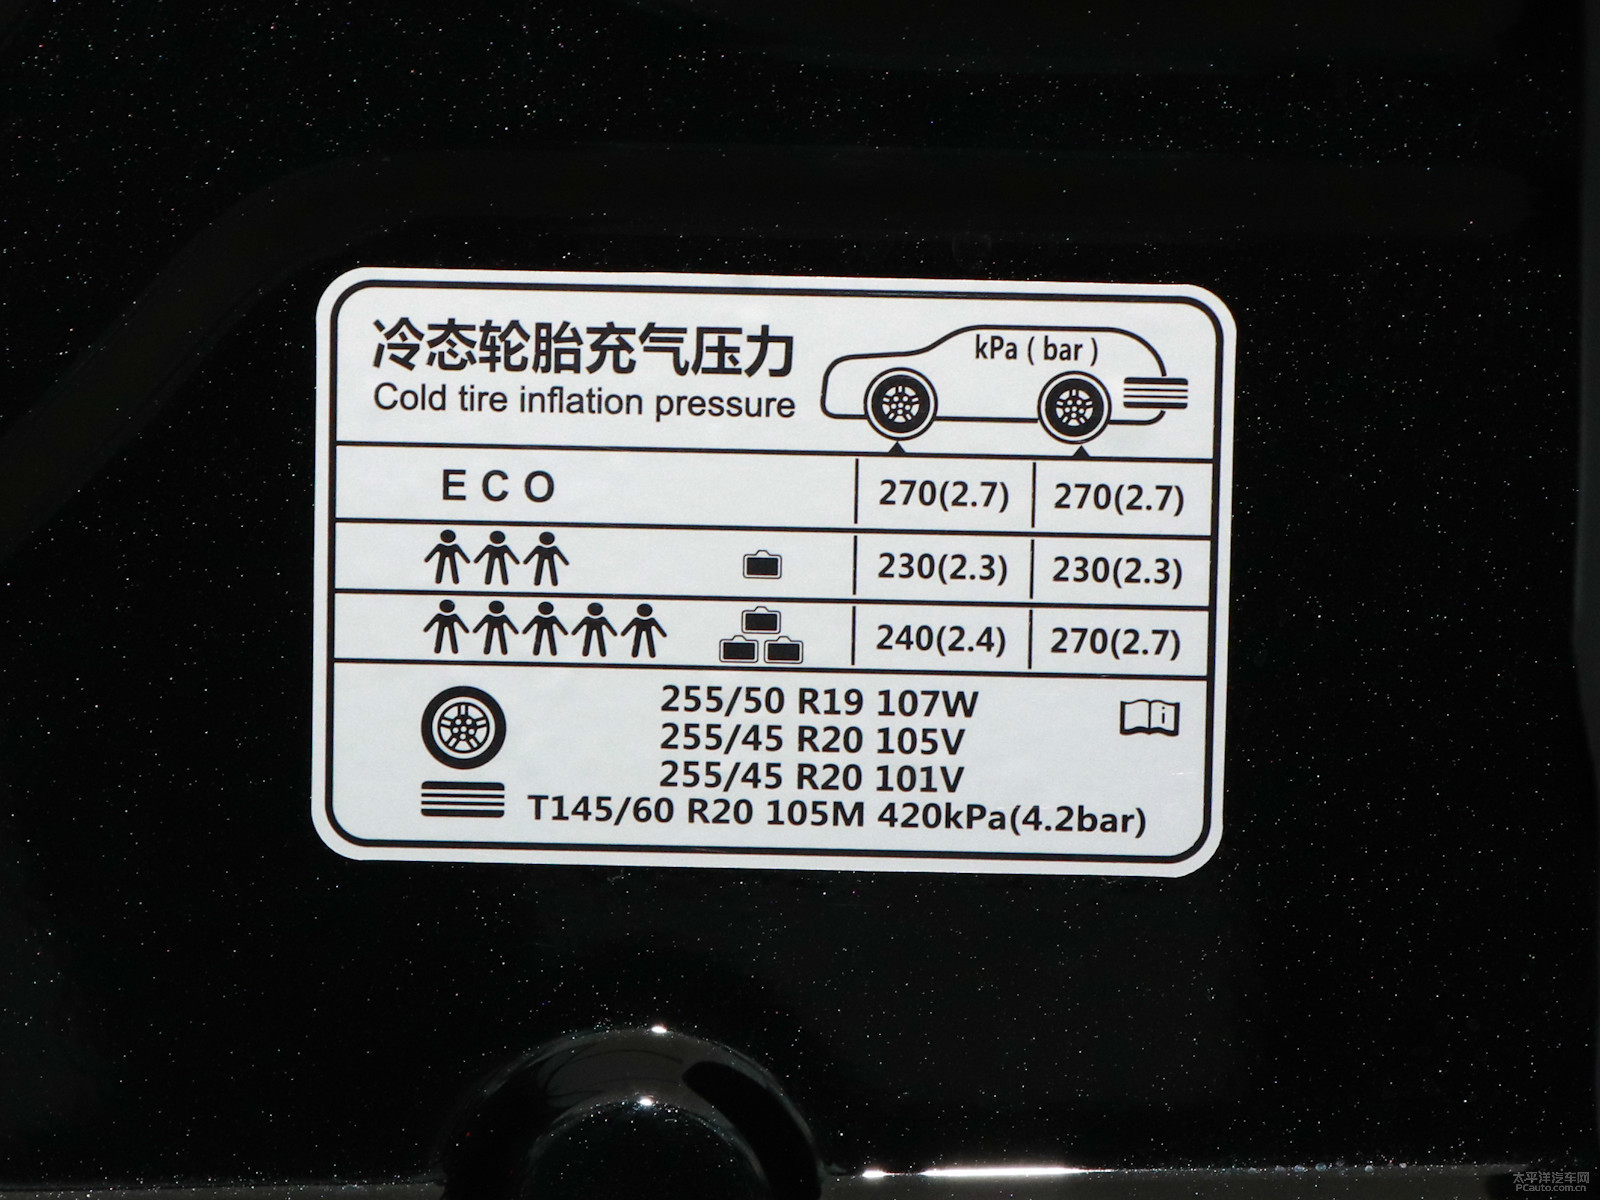 冷态轮胎充气压力
Cold tire inflation pressure
kPa ( bar )
ECO 270(2.7) 270(2.7)
230(2.3) 230(2.3)
240(2.4) 270(2.7)
255/50 R19 107W
255/45 R20 105V
255/45 R20 101V
T145/60 R20 105M 420kPa(4.2bar)
太平洋汽车网
PCauto.com.cn